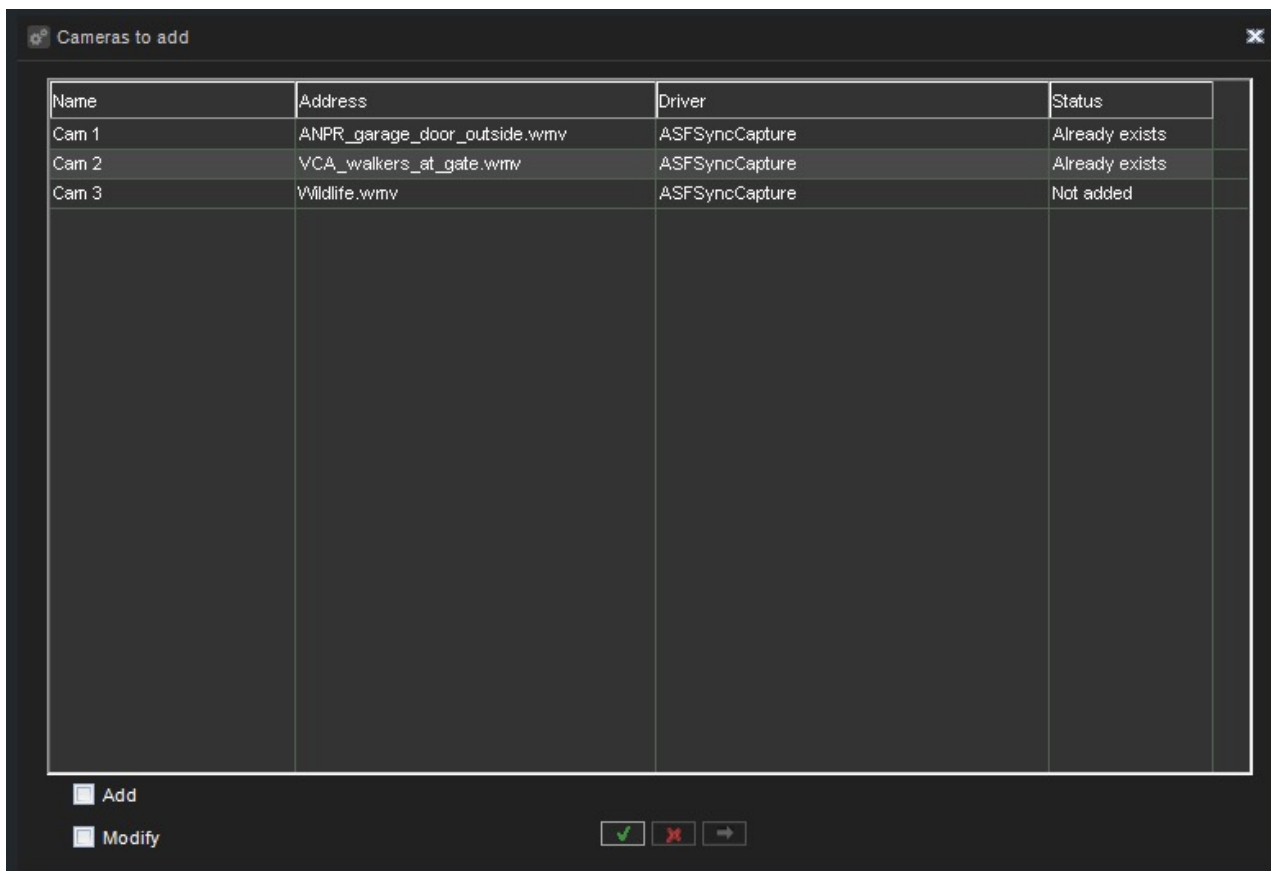 Cameras to add
Name Address Driver Status
Cam 1 ANPR_garage_door_outside.wmv ASFSyncCapture Already exists
Cam 2 VCA_walkers_at_gate.wmv ASFSyncCapture Already exists
Cam 3 Wildlife.wmv ASFSyncCapture Not added
Add
Modify